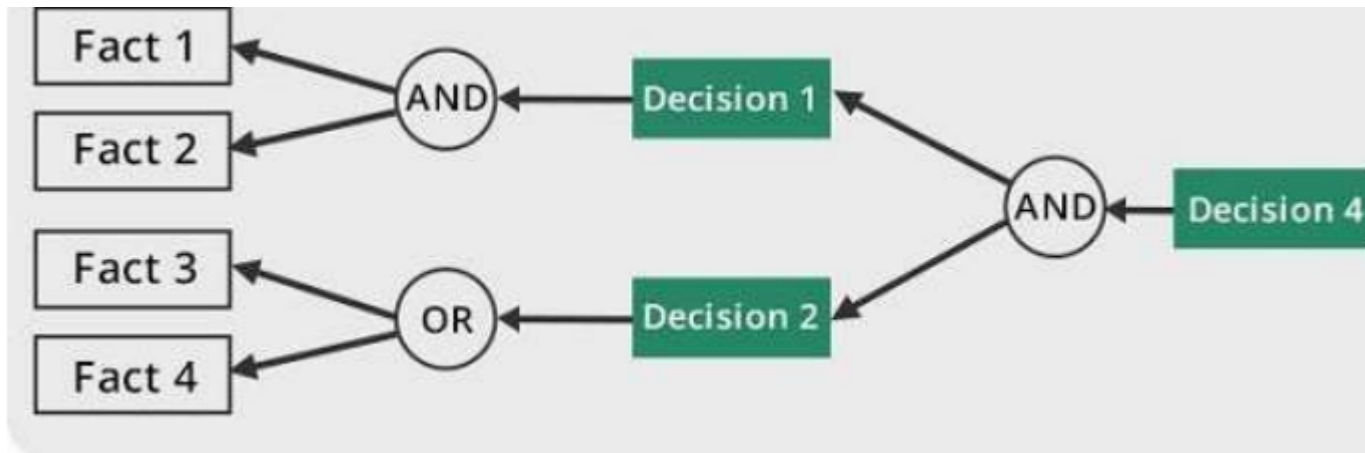 Fact 1
AND
Decision 1
Fact 2
AND
Decision 4
Fact 3
OR
Decision 2
Fact 4